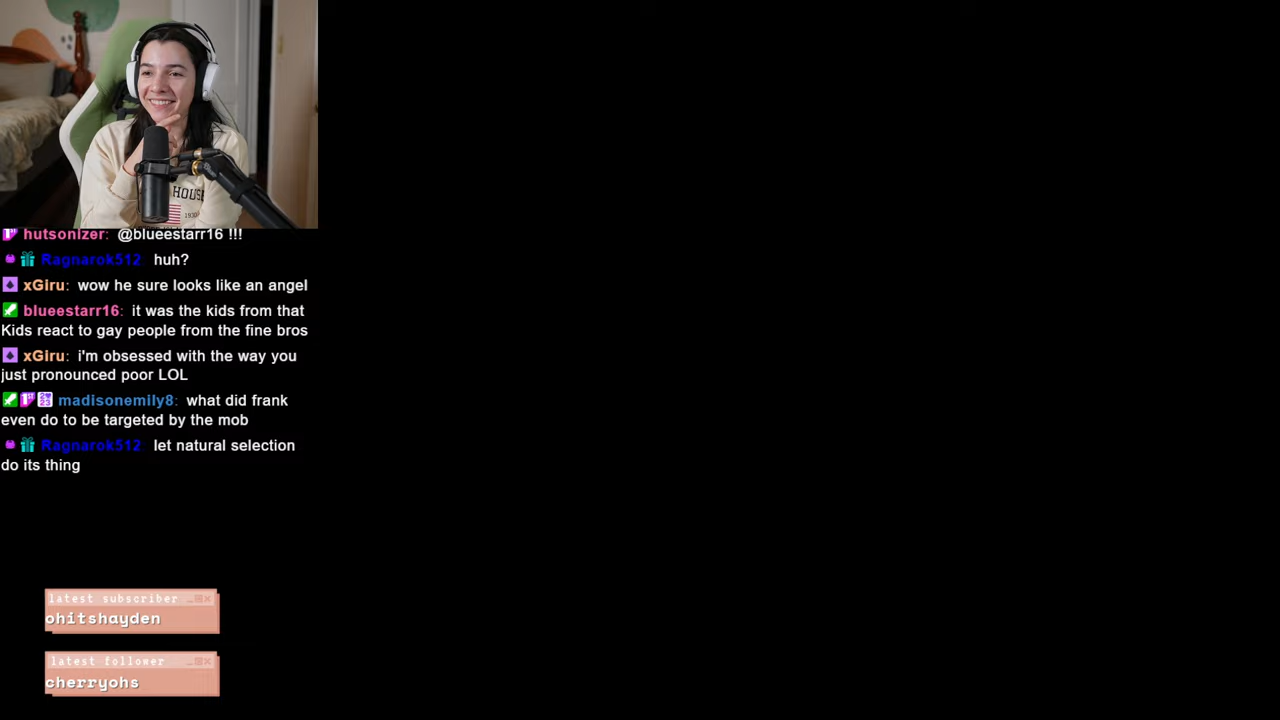 HOUSE
1930
hutsonizer: @blueestarr16 !!!
Ragnarok512: huh?
xGiru: wow he sure looks like an angel
blueestarr16: it was the kids from that
Kids react to gay people from the fine bros
xGiru: i'm obsessed with the way you
just pronounced poor LOL
madisonemily8: what did frank
even do to be targeted by the mob
Ragnarok512: let natural selection
do its thing
latest subscriber
ohitshayden
latest follower
cherryohs